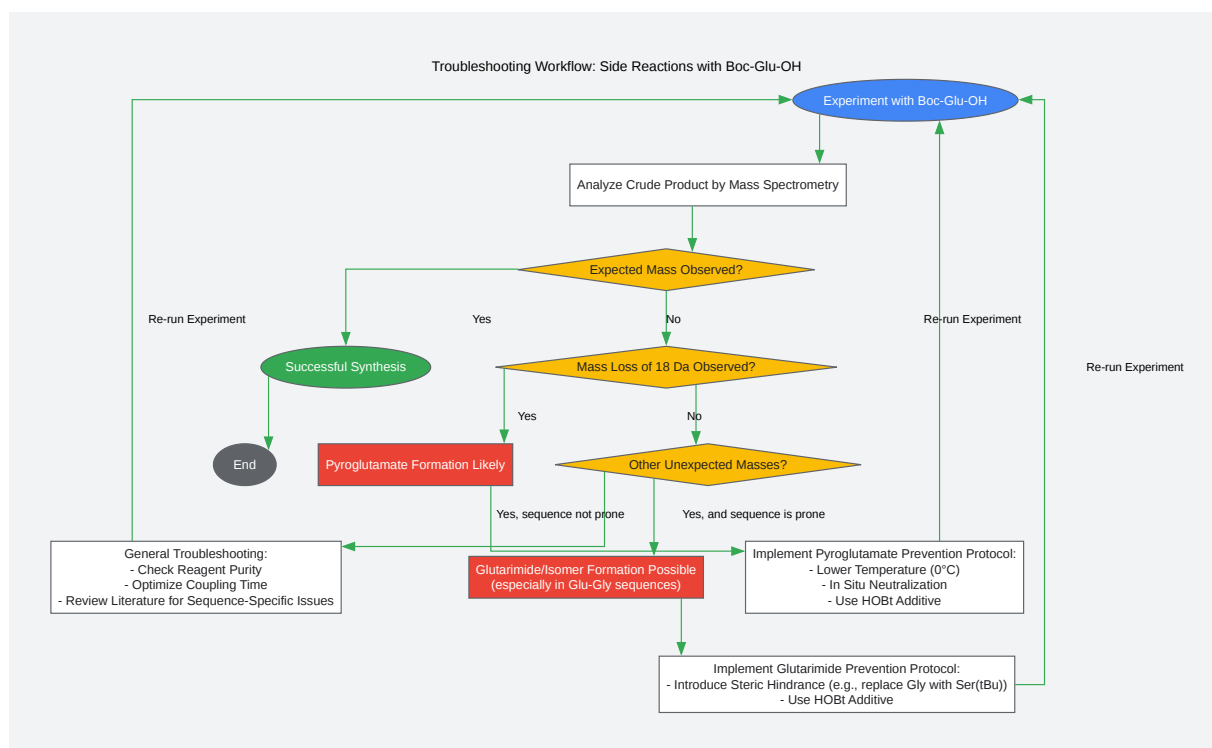 Troubleshooting Workflow: Side Reactions with Boc-Glu-OH
Experiment with Boc-Glu-OH
Analyze Crude Product by Mass Spectrometry
Expected Mass Observed?
Re-run Experiment
Yes
No
Re-run Experiment
Successful Synthesis
Mass Loss of 18 Da Observed?
Re-run Experiment
Yes
No
End
Pyroglutamate Formation Likely
Other Unexpected Masses?
Yes, sequence not prone
Yes, and sequence is prone
General Troubleshooting:
- Check Reagent Purity
- Optimize Coupling Time
- Review Literature for Sequence-Specific Issues
Glutarimide/Isomer Formation Possible
(especially in Glu-Gly sequences)
Implement Pyroglutamate Prevention Protocol:
- Lower Temperature (0°C)
- In Situ Neutralization
- Use HOBt Additive
Implement Glutarimide Prevention Protocol:
- Introduce Steric Hindrance (e.g., replace Gly with Ser(tBu))
- Use HOBt Additive